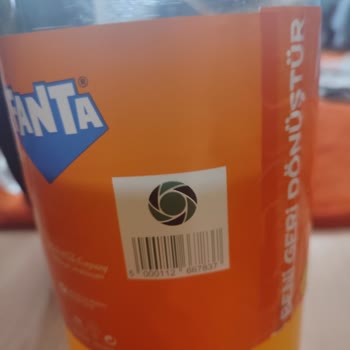 FANTA®
5 000112 667837
BENİ GERİ DÖNÜŞTÜR